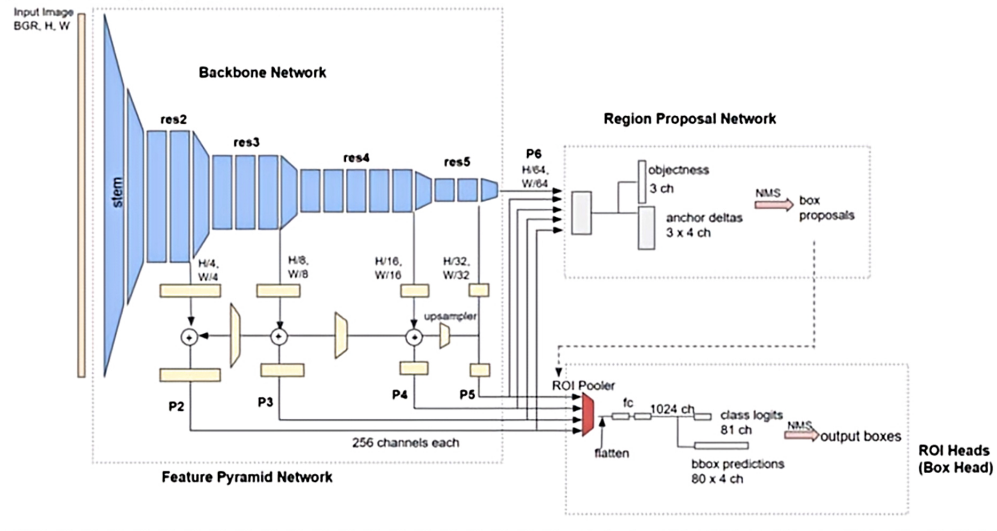 Input Image
BGR, H, W
Backbone Network
stem
res2
res3
res4
res5
P6
H/64,
W/64
Region Proposal Network
objectness
3 ch
anchor deltas
3 x 4 ch
NMS
box
proposals
H/4,
W/4
H/8,
W/8
H/16,
W/16
H/32,
W/32
upsampler
P2
P3
P4
P5
256 channels each
Feature Pyramid Network
ROI Pooler
fc
1024 ch
flatten
class logits
81 ch
bbox predictions
80 x 4 ch
NMS
output boxes
ROI Heads
(Box Head)